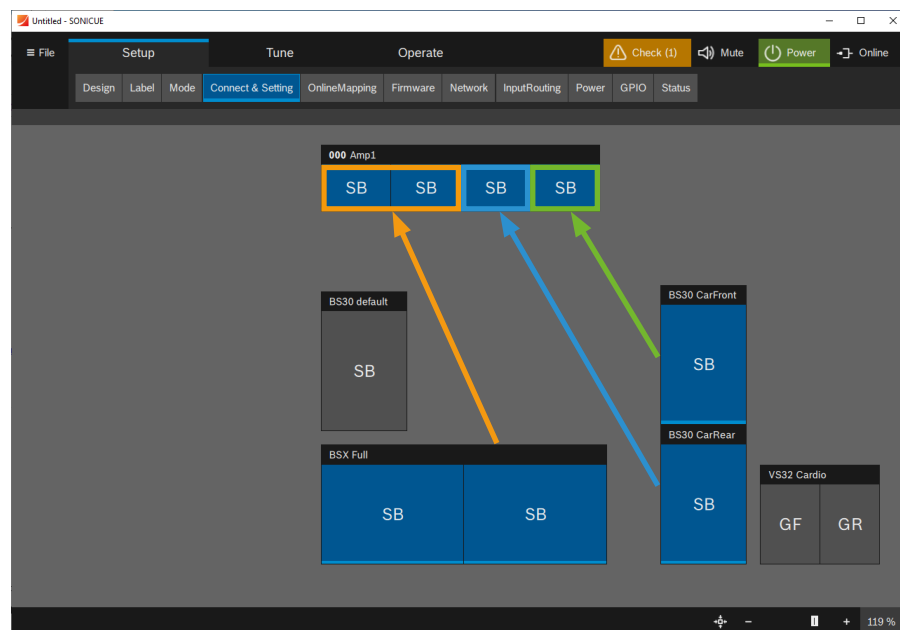 Untitled - SONICUE
≡ File Setup Tune Operate Check (1) Mute Power Online
Design Label Mode Connect & Setting OnlineMapping Firmware Network InputRouting Power GPIO Status
000 Amp1
SB SB SB SB
BS30 default
SB
BS30 CarFront
SB
BSX Full
SB SB
BS30 CarRear
SB
VS32 Cardio
GF GR
− + 119 %